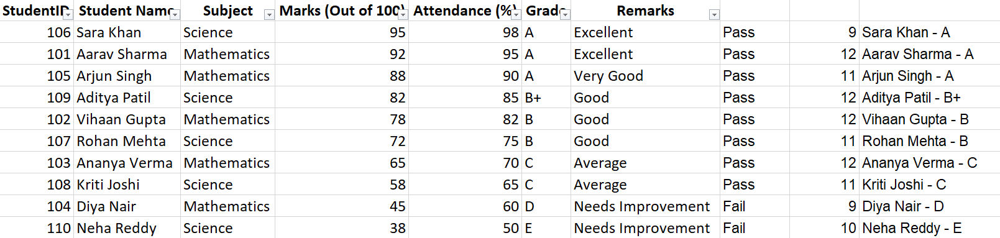 StudentID Student Name Subject Marks (Out of 100) Attendance (%) Grade Remarks
106 Sara Khan Science 95 98 A Excellent Pass 9 Sara Khan - A
101 Aarav Sharma Mathematics 92 95 A Excellent Pass 12 Aarav Sharma - A
105 Arjun Singh Mathematics 88 90 A Very Good Pass 11 Arjun Singh - A
109 Aditya Patil Science 82 85 B+ Good Pass 12 Aditya Patil - B+
102 Vihaan Gupta Mathematics 78 82 B Good Pass 12 Vihaan Gupta - B
107 Rohan Mehta Science 72 75 B Good Pass 11 Rohan Mehta - B
103 Ananya Verma Mathematics 65 70 C Average Pass 12 Ananya Verma - C
108 Kriti Joshi Science 58 65 C Average Pass 11 Kriti Joshi - C
104 Diya Nair Mathematics 45 60 D Needs Improvement Fail 9 Diya Nair - D
110 Neha Reddy Science 38 50 E Needs Improvement Fail 10 Neha Reddy - E